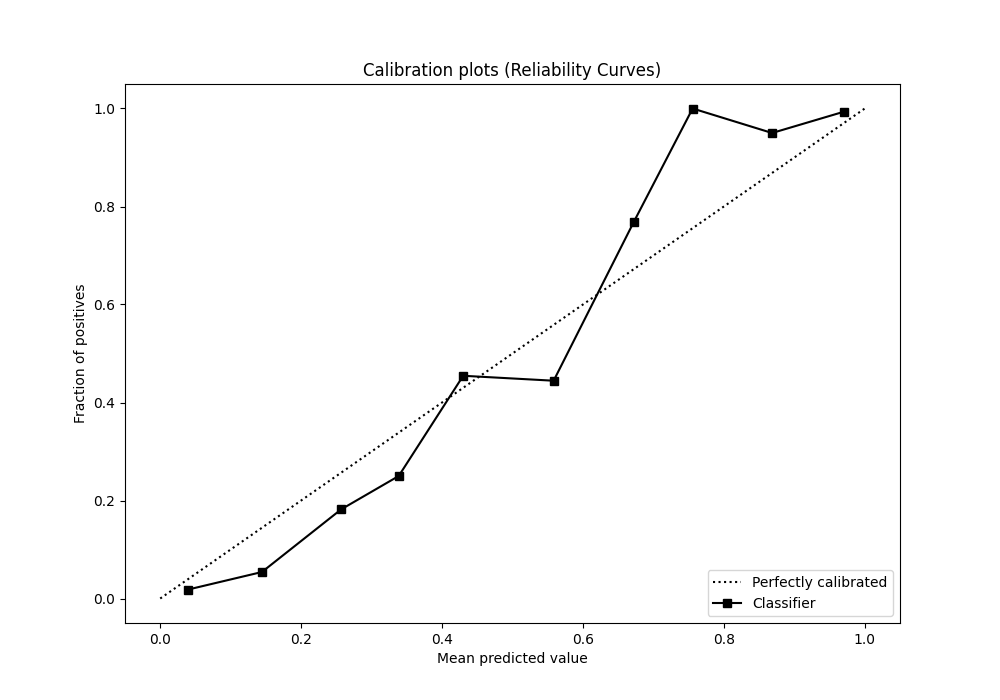 Calibration plots (Reliability Curves)
1.0
0.8
0.6
0.4
0.2
0.0
Fraction of positives
Perfectly calibrated
Classifier
0.0 0.2 0.4 0.6 0.8 1.0
Mean predicted value